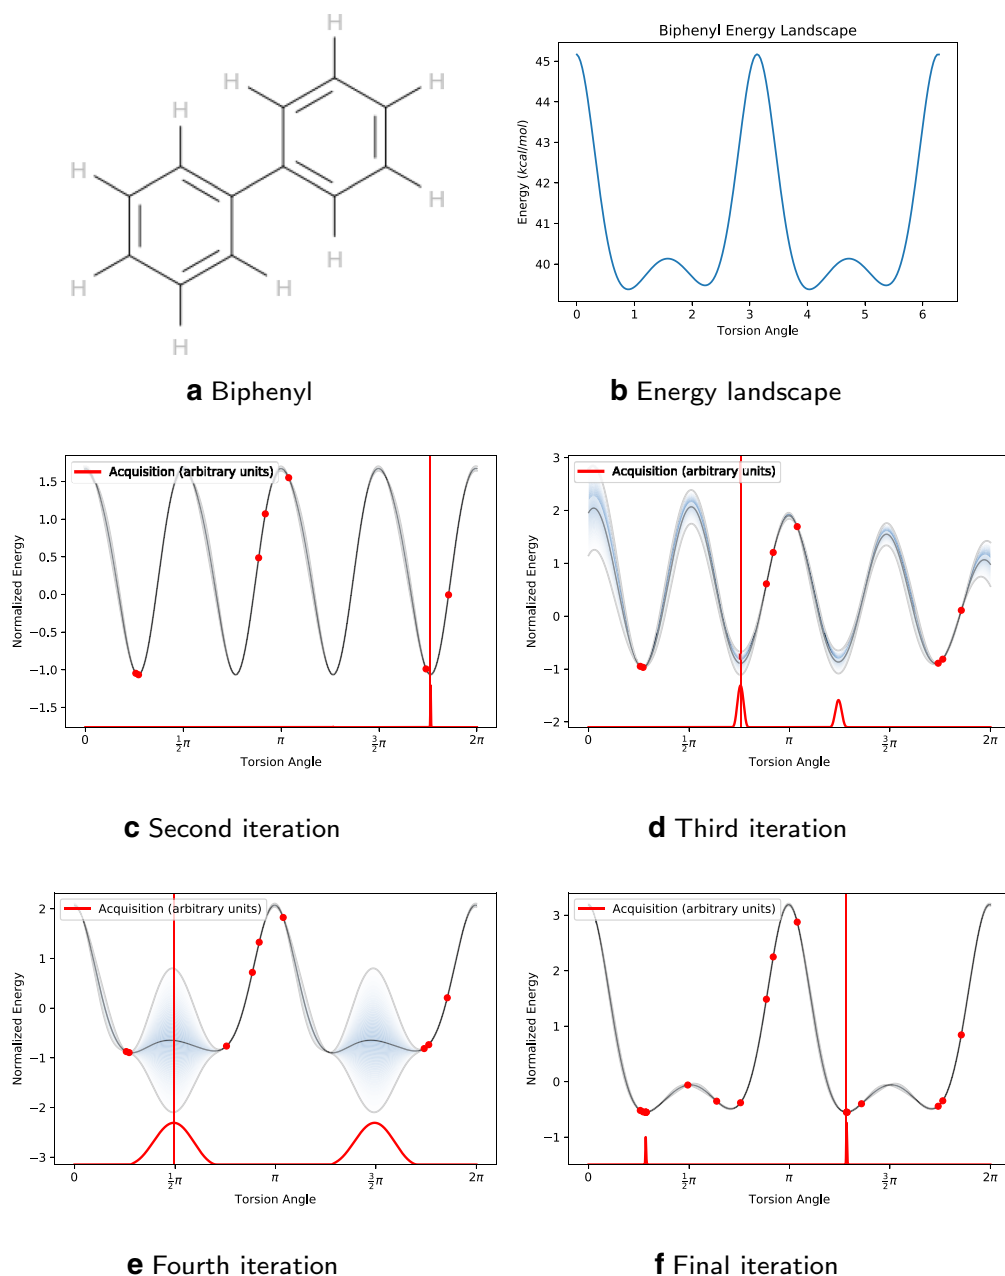 H
H
H
H
H
H
H
H
H
H
a Biphenyl
Biphenyl Energy Landscape
Energy (kcal/mol)
45
44
43
42
41
40
0 1 2 3 4 5 6
Torsion Angle
b Energy landscape
Acquisition (arbitrary units)
Normalized Energy
1.5
1.0
0.5
0.0
−0.5
−1.0
−1.5
0 1/2π π 3/2π 2π
Torsion Angle
c Second iteration
Acquisition (arbitrary units)
Normalized Energy
3
2
1
0
−1
−2
0 1/2π π 3/2π 2π
Torsion Angle
d Third iteration
Acquisition (arbitrary units)
Normalized Energy
2
1
0
−1
−2
−3
0 1/2π π 3/2π 2π
Torsion Angle
e Fourth iteration
Acquisition (arbitrary units)
Normalized Energy
3
2
1
0
−1
0 1/2π π 3/2π 2π
Torsion Angle
f Final iteration